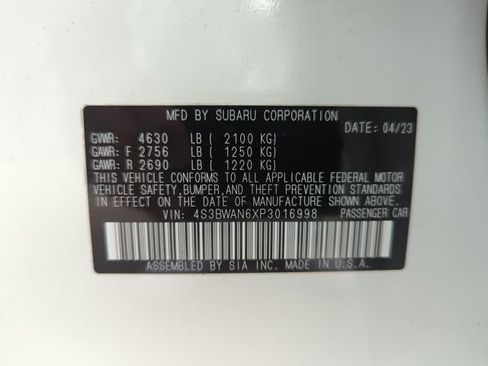 MFD BY SUBARU CORPORATION
DATE: 04/23
GVWR: 4630 LB ( 2100 KG)
GAWR: F 2756 LB ( 1250 KG)
GAWR: R 2690 LB ( 1220 KG)
THIS VEHICLE CONFORMS TO ALL APPLICABLE FEDERAL MOTOR
VEHICLE SAFETY, BUMPER, AND THEFT PREVENTION STANDARDS
IN EFFECT ON THE DATE OF MANUFACTURE SHOWN ABOVE.
VIN: 4S3BWAN6XP3016998 PASSENGER CAR
ASSEMBLED BY SIA INC. MADE IN U.S.A.